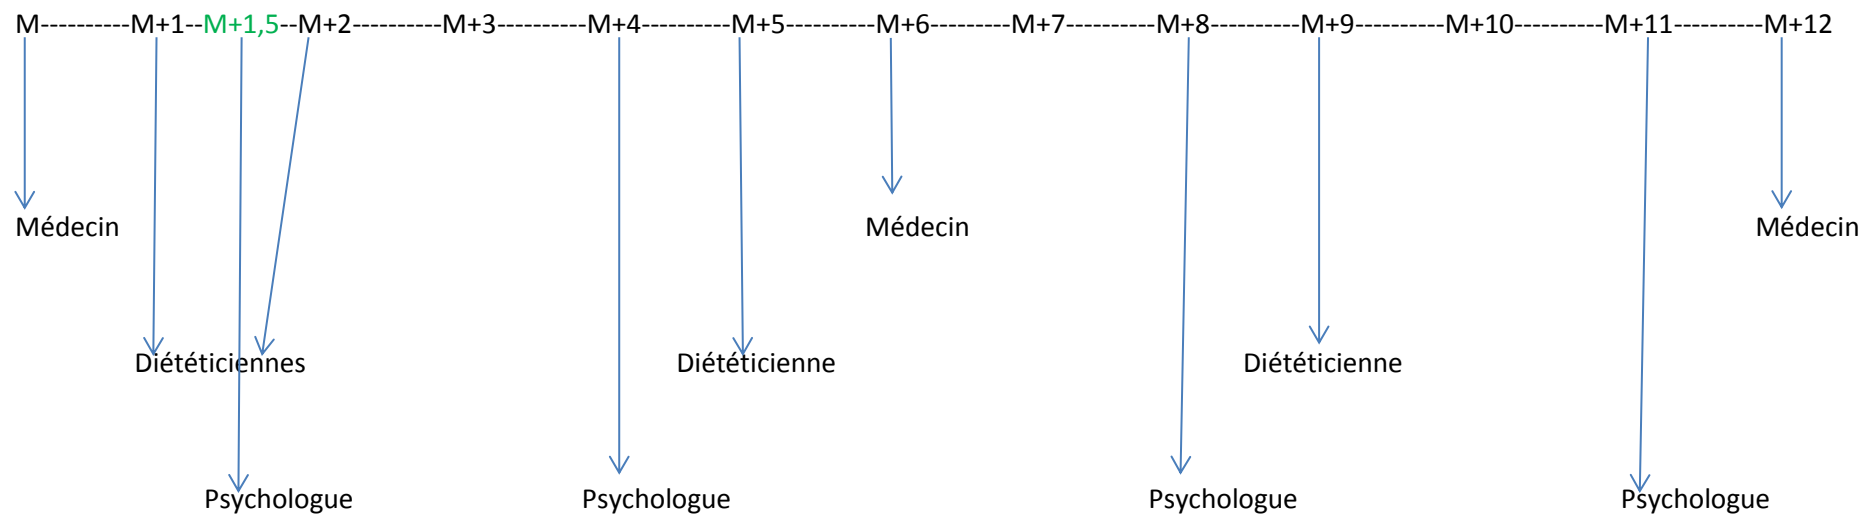 M----------M+1--M+1,5--M+2----------M+3----------M+4----------M+5----------M+6---------M+7----------M+8----------M+9----------M+10----------M+11----------M+12
Médecin Médecin Médecin
Diététiciennes Diététicienne Diététicienne
Psychologue Psychologue Psychologue Psychologue